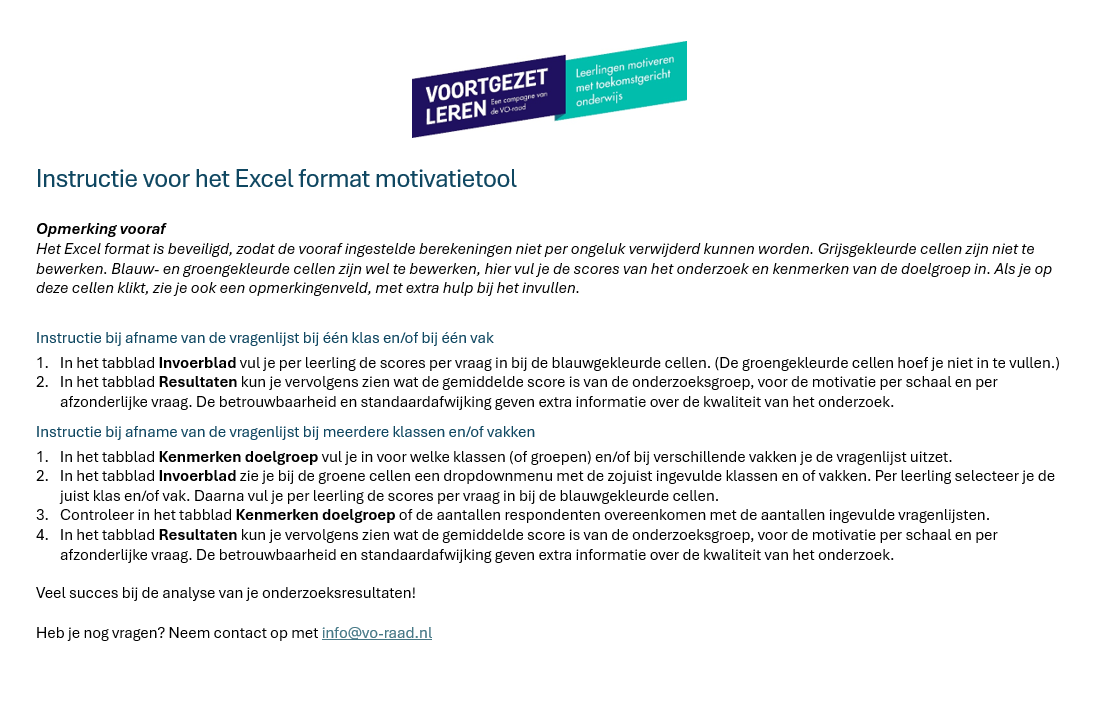 VOORTGEZET
LEREN
Een campagne van
de VO-raad
Leerlingen motiveren
met toekomstgericht
onderwijs
Instructie voor het Excel format motivatietool
Opmerking vooraf
Het Excel format is beveiligd, zodat de vooraf ingestelde berekeningen niet per ongeluk verwijderd kunnen worden. Grijsgekleurde cellen zijn niet te
bewerken. Blauw- en groengekleurde cellen zijn wel te bewerken, hier vul je de scores van het onderzoek en kenmerken van de doelgroep in. Als je op
deze cellen klikt, zie je ook een opmerkingenveld, met extra hulp bij het invullen.
Instructie bij afname van de vragenlijst bij één klas en/of bij één vak
1. In het tabblad Invoerblad vul je per leerling de scores per vraag in bij de blauwgekleurde cellen. (De groengekleurde cellen hoef je niet in te vullen.)
2. In het tabblad Resultaten kun je vervolgens zien wat de gemiddelde score is van de onderzoeksgroep, voor de motivatie per schaal en per
afzonderlijke vraag. De betrouwbaarheid en standaardafwijking geven extra informatie over de kwaliteit van het onderzoek.
Instructie bij afname van de vragenlijst bij meerdere klassen en/of vakken
1. In het tabblad Kenmerken doelgroep vul je in voor welke klassen (of groepen) en/of bij verschillende vakken je de vragenlijst uitzet.
2. In het tabblad Invoerblad zie je bij de groene cellen een dropdownmenu met de zojuist ingevulde klassen en of vakken. Per leerling selecteer je de
juist klas en/of vak. Daarna vul je per leerling de scores per vraag in bij de blauwgekleurde cellen.
3. Controleer in het tabblad Kenmerken doelgroep of de aantallen respondenten overeenkomen met de aantallen ingevulde vragenlijsten.
4. In het tabblad Resultaten kun je vervolgens zien wat de gemiddelde score is van de onderzoeksgroep, voor de motivatie per schaal en per
afzonderlijke vraag. De betrouwbaarheid en standaardafwijking geven extra informatie over de kwaliteit van het onderzoek.
Veel succes bij de analyse van je onderzoeksresultaten!
Heb je nog vragen? Neem contact op met info@vo-raad.nl